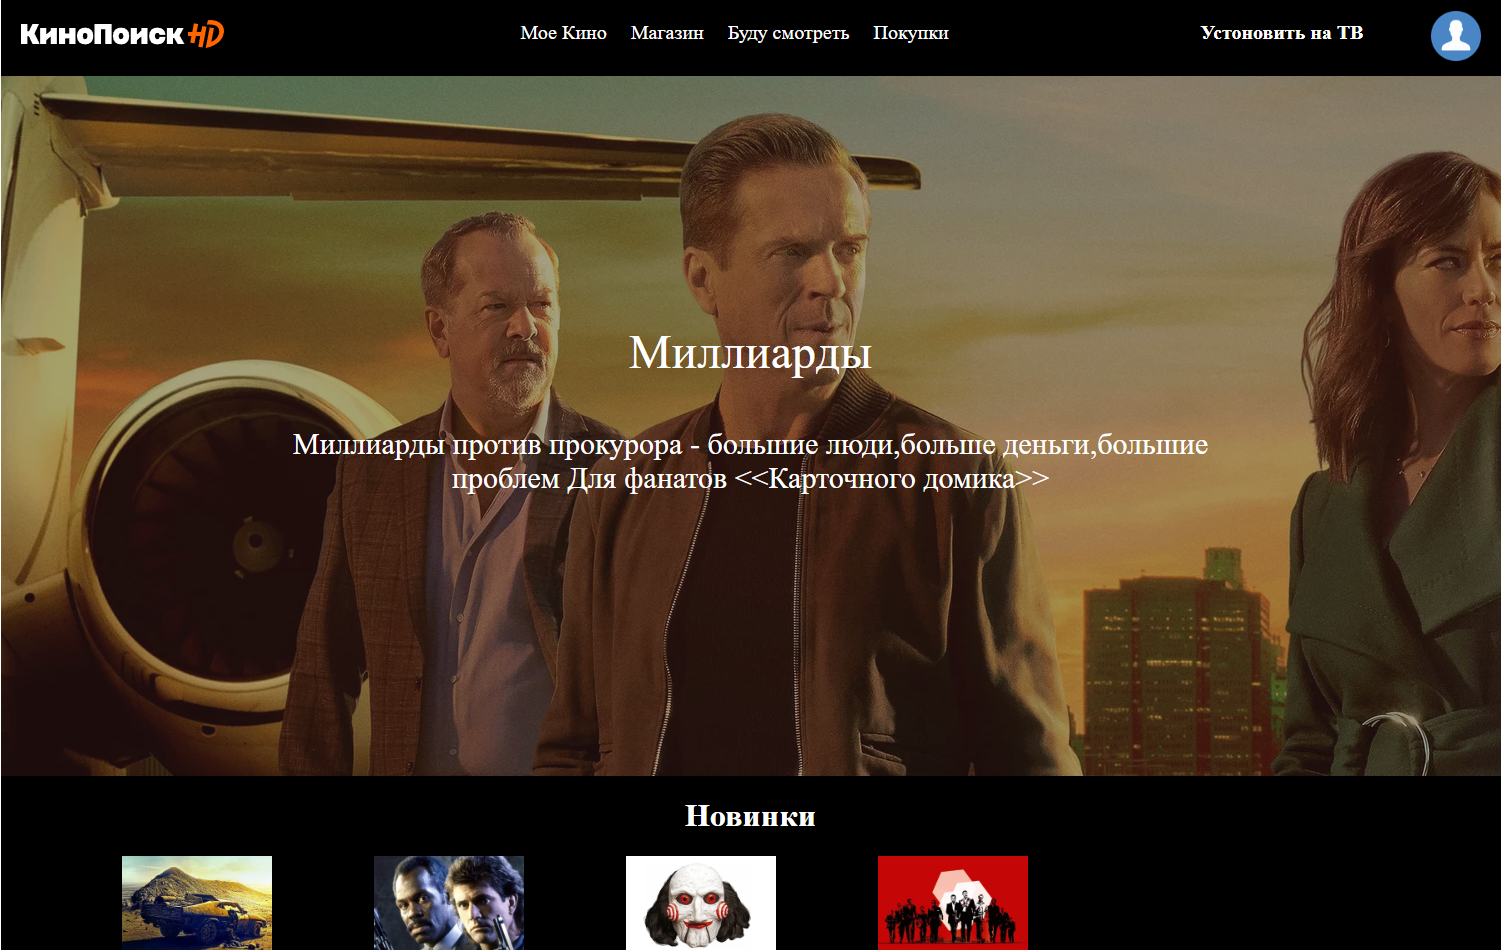 КиноПоиск HD
Мое Кино Магазин Буду смотреть Покупки
Устоновить на ТВ
Миллиарды
Миллиарды против прокурора - большие люди,больше деньги,большие
проблем Для фанатов <<Карточного домика>>
Новинки